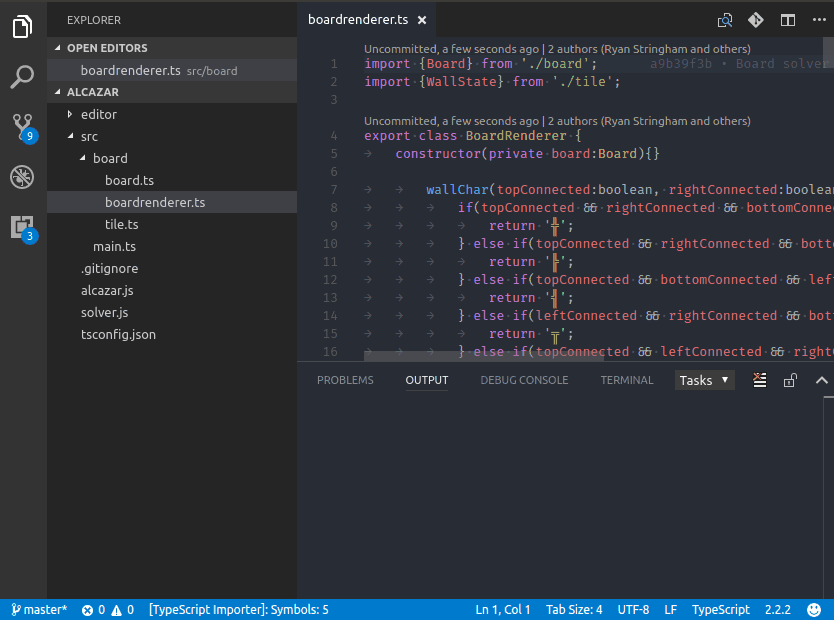 EXPLORER
OPEN EDITORS
boardrenderer.ts src/board
ALCAZAR
editor
src
board
board.ts
boardrenderer.ts
tile.ts
main.ts
.gitignore
alcazar.js
solver.js
tsconfig.json
9
3
boardrenderer.ts
Uncommitted, a few seconds ago | 2 authors (Ryan Stringham and others)
1 import {Board} from './board'; a9b39f3b • Board solver
2 import {WallState} from './tile';
3
Uncommitted, a few seconds ago | 2 authors (Ryan Stringham and others)
4 export class BoardRenderer {
5 constructor(private board:Board){}
6
7 wallChar(topConnected:boolean, rightConnected:boolean
8 if(topConnected && rightConnected && bottomConne
9 return '╬';
10 } else if(topConnected && rightConnected && bott
11 return '╠';
12 } else if(topConnected && bottomConnected && left
13 return '╣';
14 } else if(leftConnected && rightConnected && bot
15 return '╦';
16 } else if(topConnected && leftConnected && right
PROBLEMS OUTPUT DEBUG CONSOLE TERMINAL Tasks
master* 0 0 [TypeScript Importer]: Symbols: 5 Ln 1, Col 1 Tab Size: 4 UTF-8 LF TypeScript 2.2.2